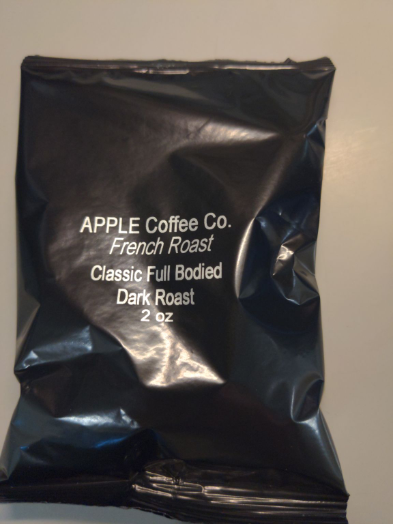 APPLE Coffee Co.
French Roast
Classic Full Bodied
Dark Roast
2 oz